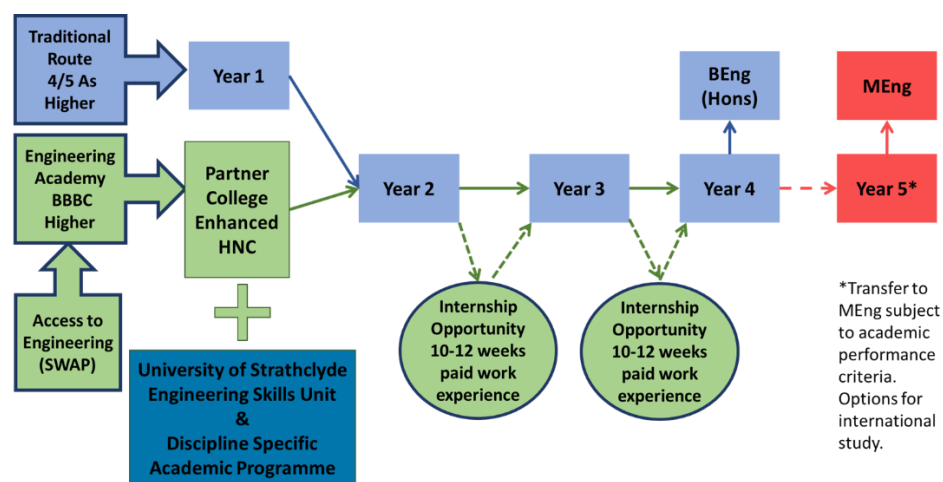 Traditional
Route
4/5 As
Higher
Year 1
BEng
(Hons)
MEng
Engineering
Academy
BBBC
Higher
Partner
College
Enhanced
HNC
Year 2
Year 3
Year 4
Year 5*
Access to
Engineering
(SWAP)
Internship
Opportunity
10-12 weeks
paid work
experience
Internship
Opportunity
10-12 weeks
paid work
experience
*Transfer to
MEng subject
to academic
performance
criteria.
Options for
international
study.
University of Strathclyde
Engineering Skills Unit
&
Discipline Specific
Academic Programme